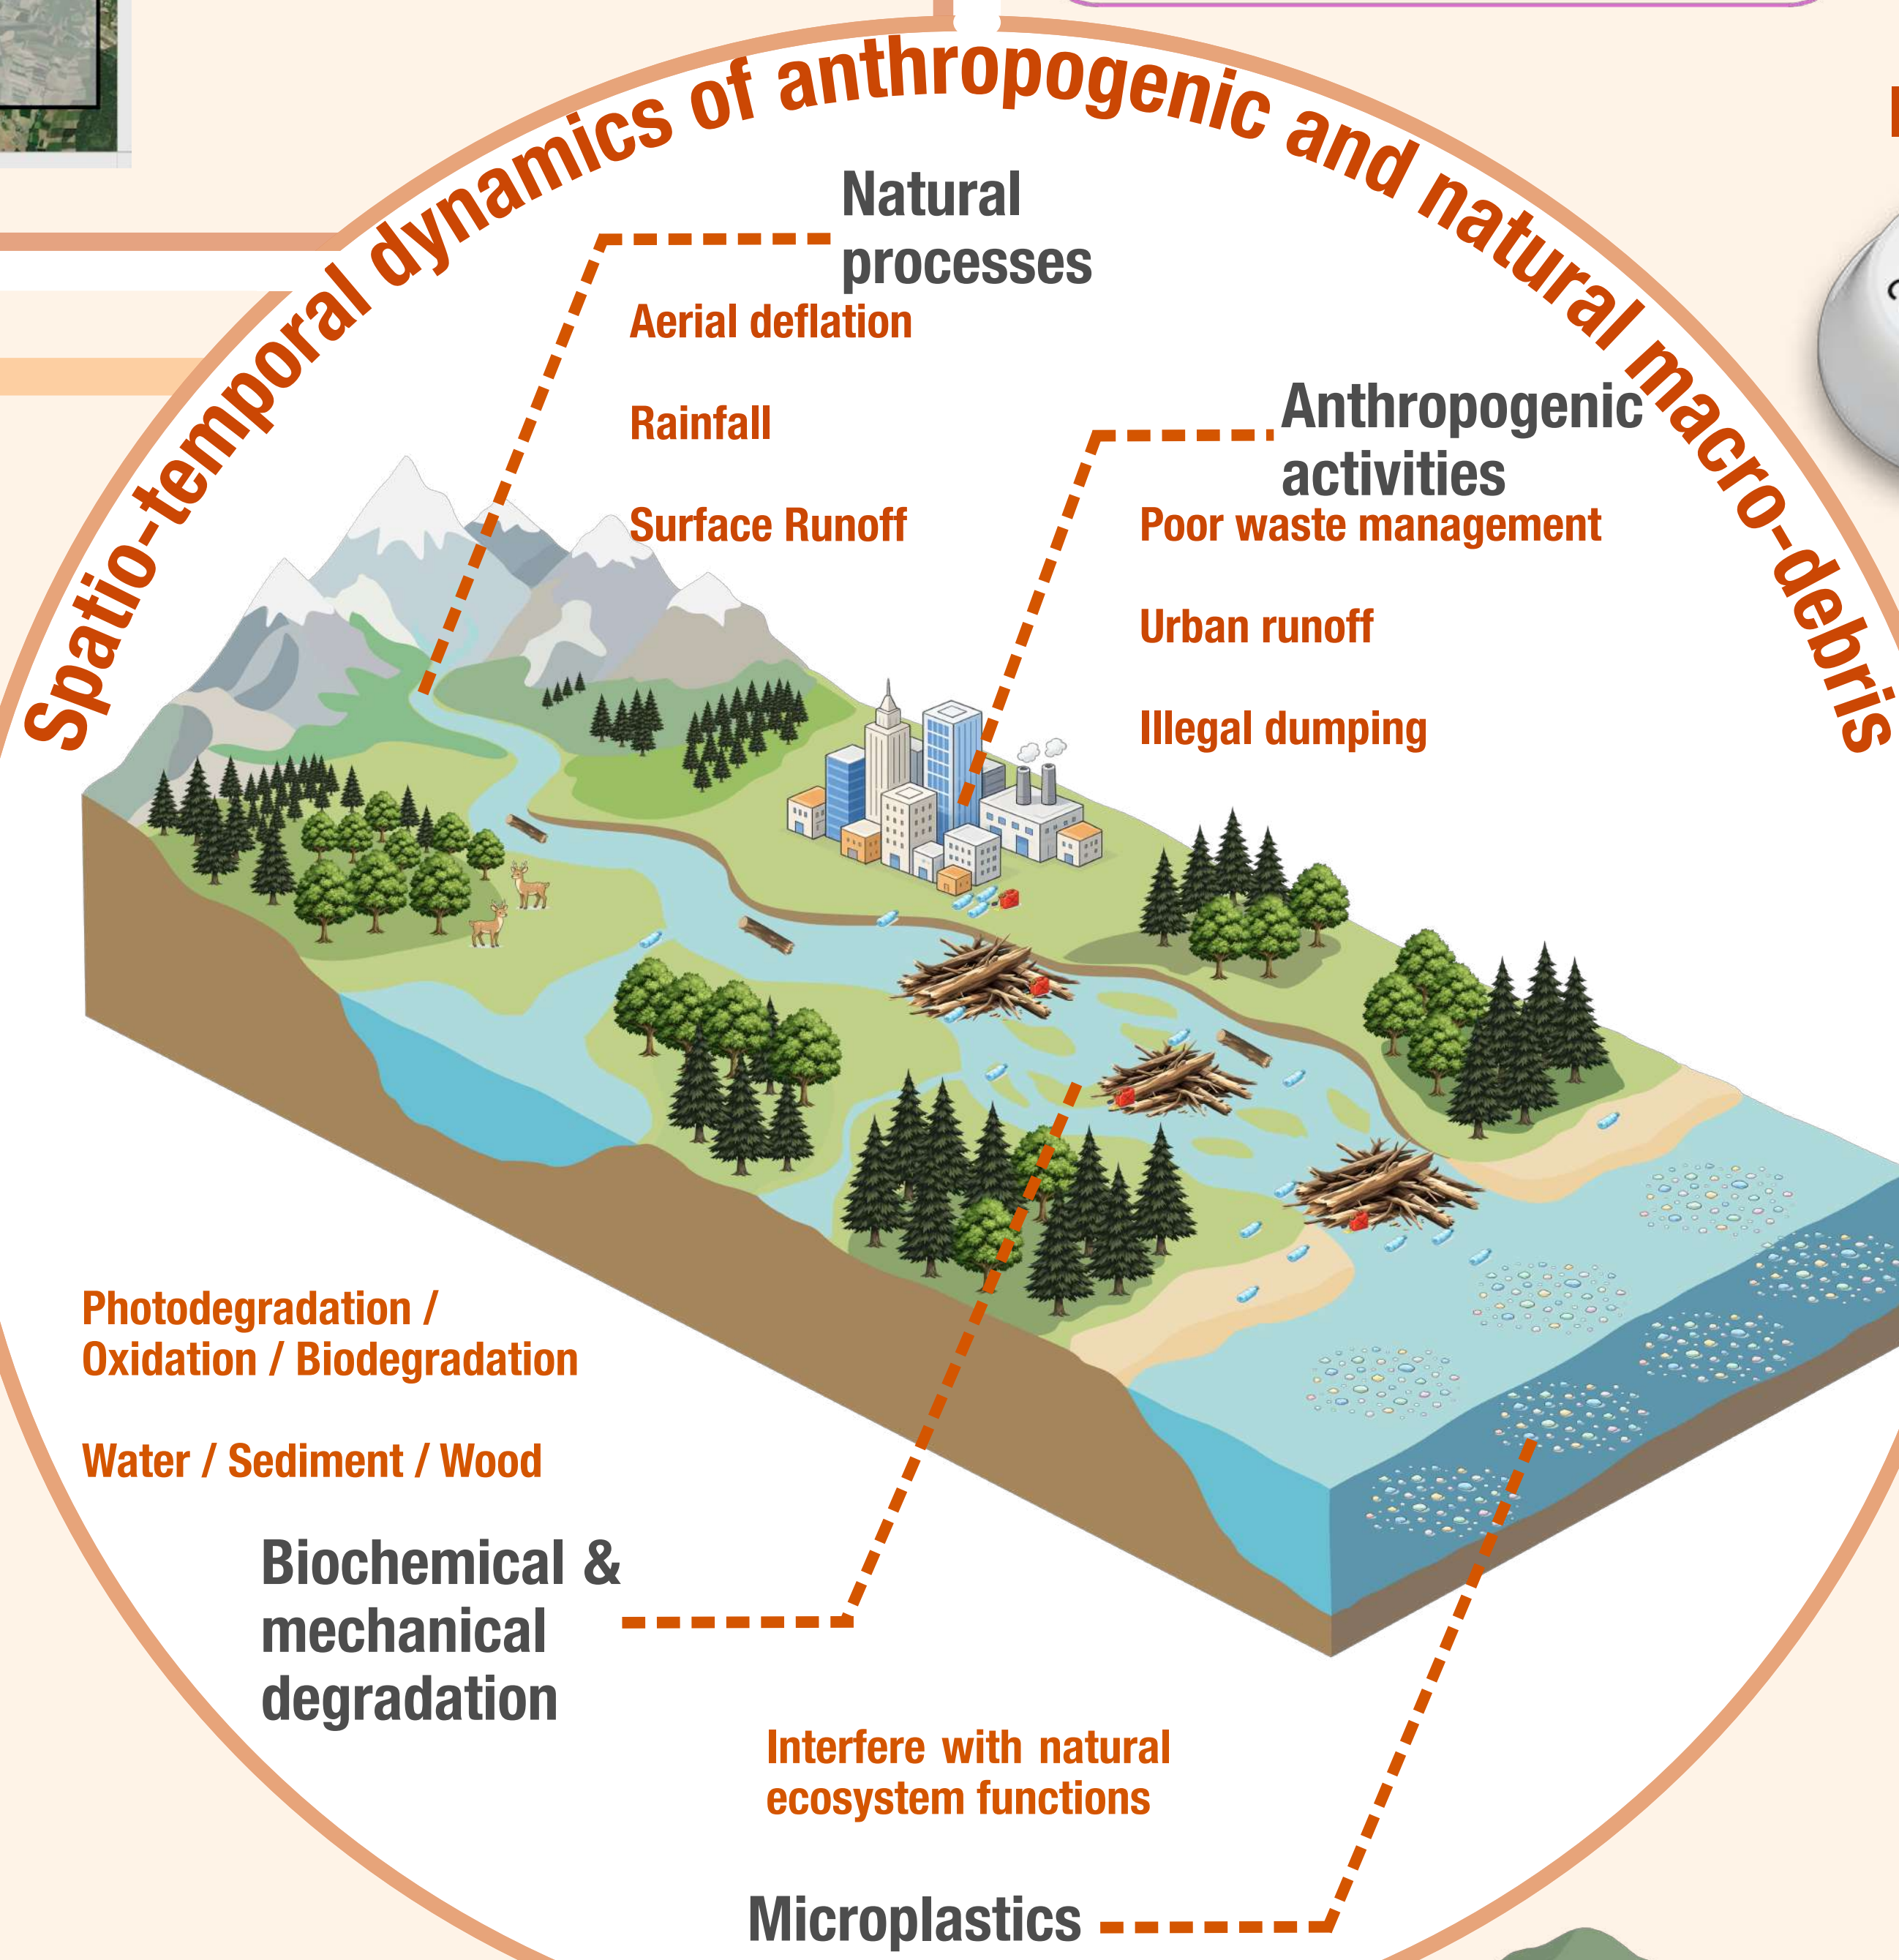 Spatio-temporal dynamics of anthropogenic and natural macro-debris
Natural
processes
Aerial deflation
Rainfall
Surface Runoff
Anthropogenic
activities
Poor waste management
Urban runoff
Illegal dumping
Photodegradation /
Oxidation / Biodegradation
Water / Sediment / Wood
Biochemical &
mechanical
degradation
Interfere with natural
ecosystem functions
Microplastics